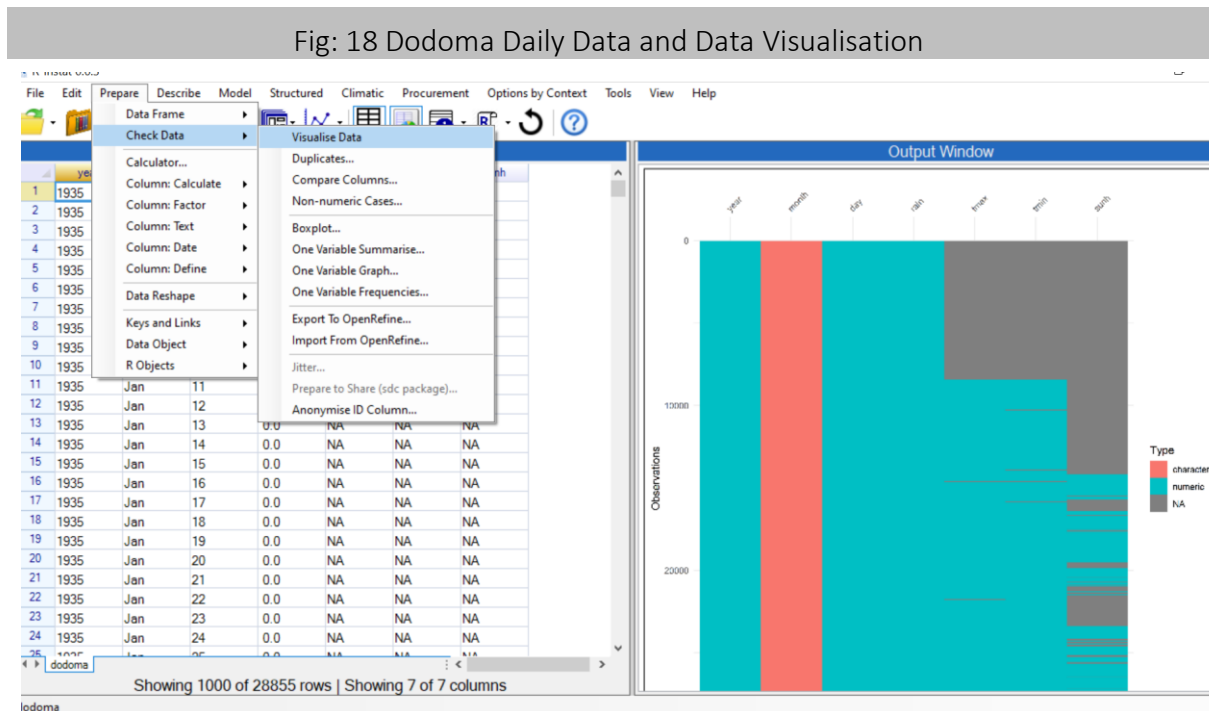 Fig: 18 Dodoma Daily Data and Data Visualisation
File Edit Prepare Describe Model Structured Climatic Procurement Options by Context Tools View Help
Data Frame
Check Data
Calculator...
Column: Calculate
Column: Factor
Column: Text
Column: Date
Column: Define
Data Reshape
Keys and Links
Data Object
R Objects
Visualise Data
Duplicates...
Compare Columns...
Non-numeric Cases...
Boxplot...
One Variable Summarise...
One Variable Graph...
One Variable Frequencies...
Export To OpenRefine...
Import From OpenRefine...
Jitter...
Prepare to Share (sdc package)...
Anonymise ID Column...
1 1935
2 1935
3 1935
4 1935
5 1935
6 1935
7 1935
8 1935
9 1935
10 1935
11 1935 Jan 11
12 1935 Jan 12
13 1935 Jan 13 0.0 NA NA NA
14 1935 Jan 14 0.0 NA NA NA
15 1935 Jan 15 0.0 NA NA NA
16 1935 Jan 16 0.0 NA NA NA
17 1935 Jan 17 0.0 NA NA NA
18 1935 Jan 18 0.0 NA NA NA
19 1935 Jan 19 0.0 NA NA NA
20 1935 Jan 20 0.0 NA NA NA
21 1935 Jan 21 0.0 NA NA NA
22 1935 Jan 22 0.0 NA NA NA
23 1935 Jan 23 0.0 NA NA NA
24 1935 Jan 24 0.0 NA NA NA
dodoma
Showing 1000 of 28855 rows | Showing 7 of 7 columns
Output Window
year month day rain tmax tmin sunh
0
10000
20000
Observations
Type
character
numeric
NA